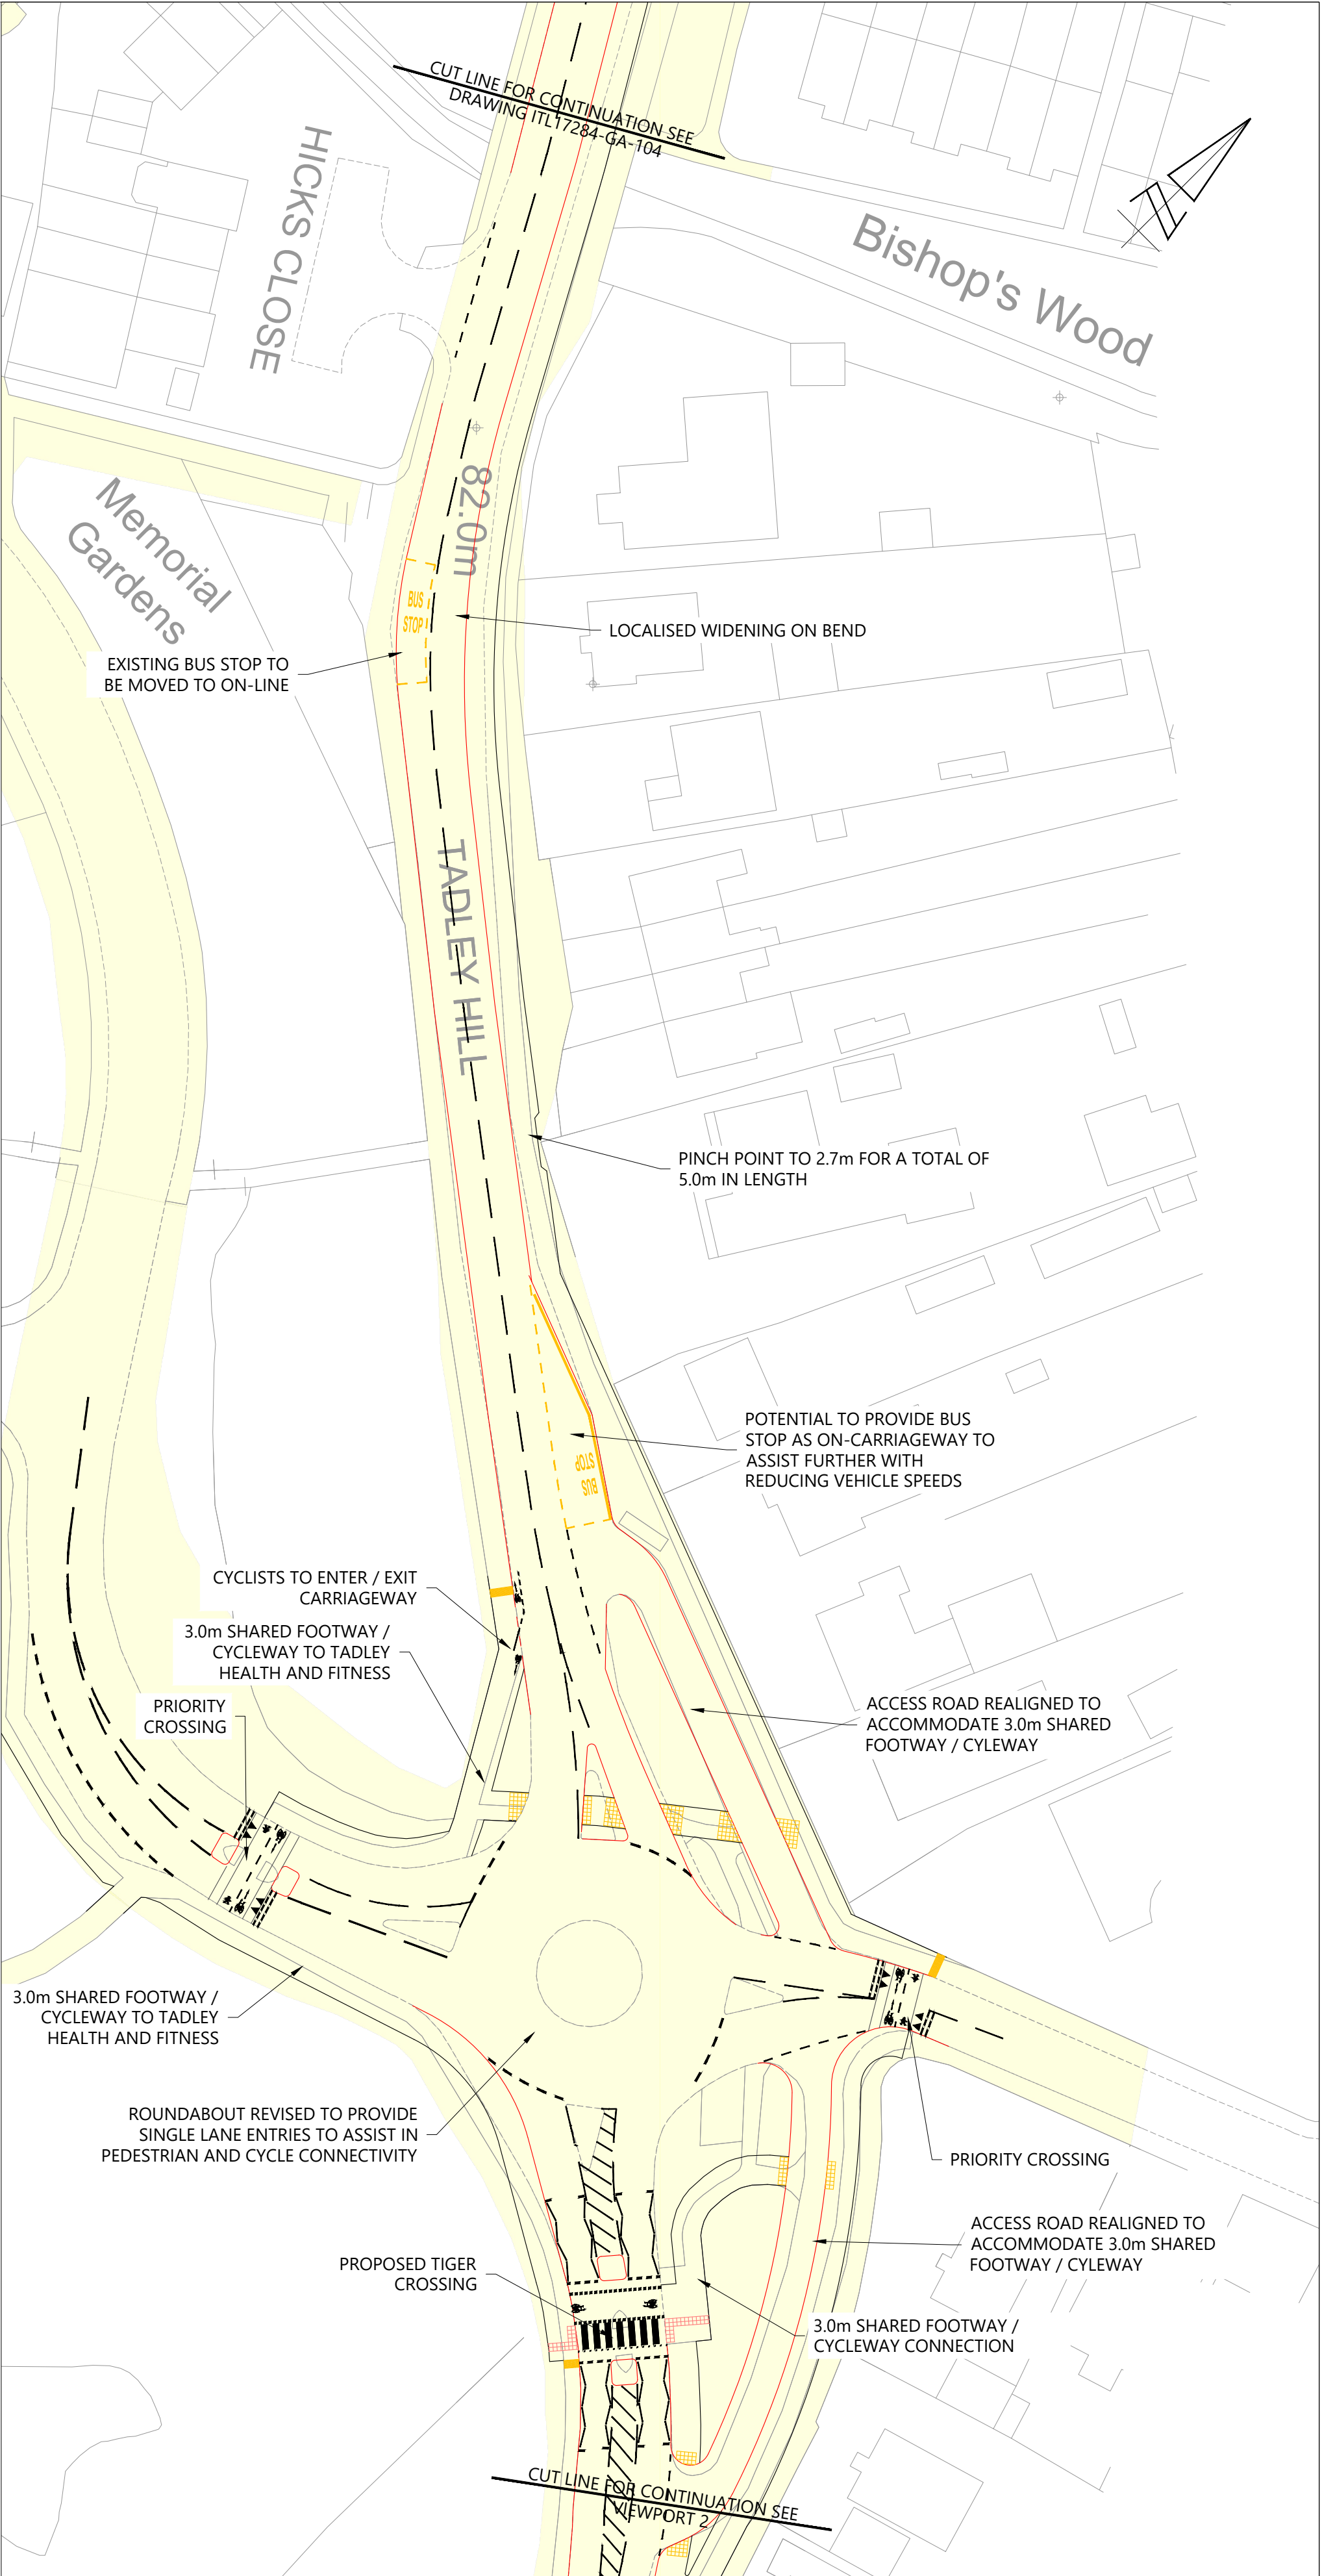 CUT LINE FOR CONTINUATION SEE
DRAWING ITL17284-GA-104
HICKS CLOSE
N
Bishop's Wood
82.0m
Memorial
Gardens
BUS
STOP
LOCALISED WIDENING ON BEND
EXISTING BUS STOP TO
BE MOVED TO ON-LINE
TADLEY HILL
PINCH POINT TO 2.7m FOR A TOTAL OF
5.0m IN LENGTH
POTENTIAL TO PROVIDE BUS
STOP AS ON-CARRIAGEWAY TO
ASSIST FURTHER WITH
REDUCING VEHICLE SPEEDS
BUS
STOP
CYCLISTS TO ENTER / EXIT
CARRIAGEWAY
3.0m SHARED FOOTWAY /
CYCLEWAY TO TADLEY
HEALTH AND FITNESS
PRIORITY
CROSSING
ACCESS ROAD REALIGNED TO
ACCOMMODATE 3.0m SHARED
FOOTWAY / CYLEWAY
3.0m SHARED FOOTWAY /
CYCLEWAY TO TADLEY
HEALTH AND FITNESS
ROUNDABOUT REVISED TO PROVIDE
SINGLE LANE ENTRIES TO ASSIST IN
PEDESTRIAN AND CYCLE CONNECTIVITY
PRIORITY CROSSING
ACCESS ROAD REALIGNED TO
ACCOMMODATE 3.0m SHARED
FOOTWAY / CYLEWAY
PROPOSED TIGER
CROSSING
3.0m SHARED FOOTWAY /
CYCLEWAY CONNECTION
CUT LINE FOR CONTINUATION SEE
VIEWPORT 2